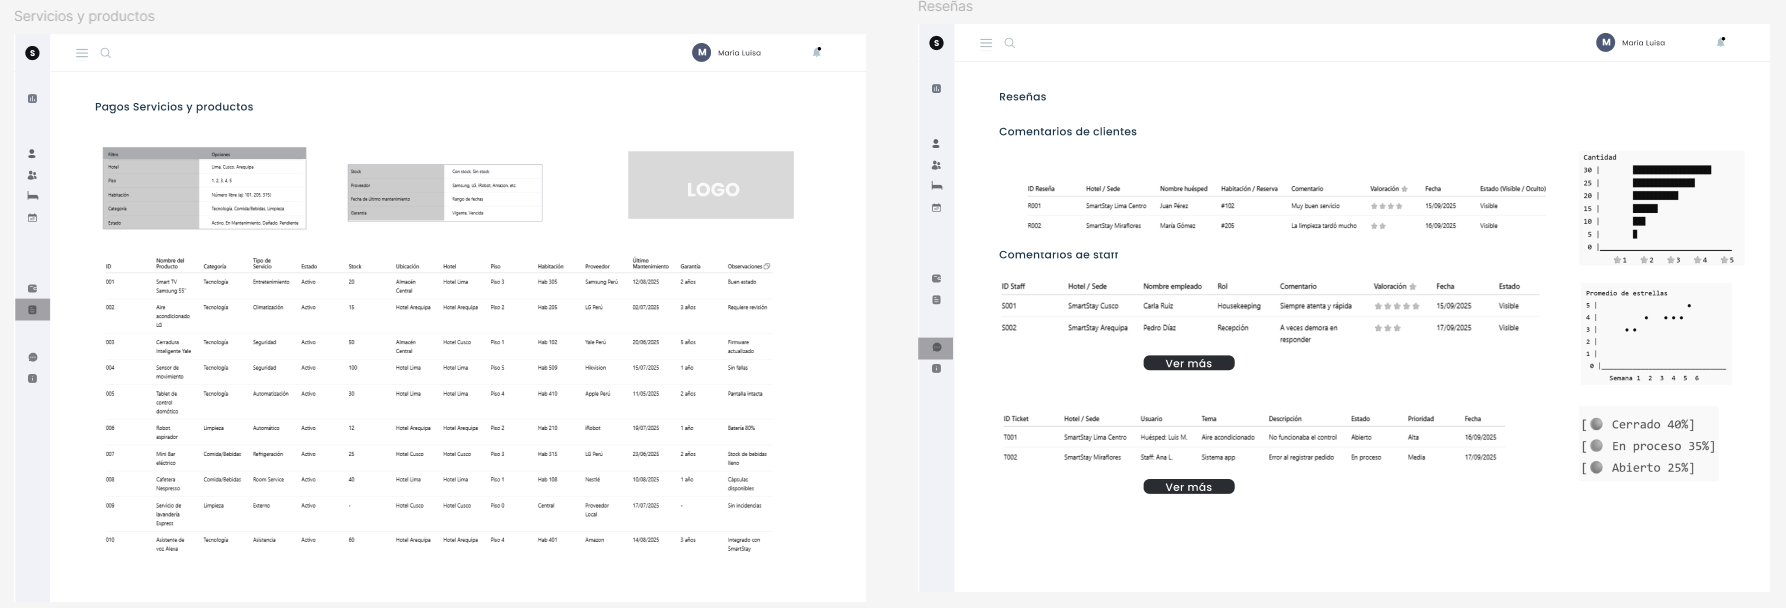 Servicios y productos
S
M María Luisa
Pagos Servicios y productos
Filtro Opciones
Hotel Lima, Cusco, Arequipa
Piso 1, 2, 3, 4, 5
Habitación Número libre (ej. 101, 205, 315)
Categoría Tecnología, Comida/Bebidas, Limpieza
Estado Activo, En Mantenimiento, Dañado, Pendiente
Stock Con stock, Sin stock
Proveedor Samsung, LG, iRobot, Amazon, etc.
Fecha de último mantenimiento Rango de fechas
Garantía Vigente, Vencida
LOGO
ID Nombre del Producto Categoría Tipo de Servicio Estado Stock Ubicación Hotel Piso Habitación Proveedor Último Mantenimiento Garantía Observaciones
001 Smart TV Samsung 55" Tecnología Entretenimiento Activo 20 Almacén Central Hotel Lima Piso 3 Hab 305 Samsung Perú 12/08/2025 2 años Buen estado
002 Aire acondicionado LG Tecnología Climatización Activo 15 Hotel Arequipa Hotel Arequipa Piso 2 Hab 205 LG Perú 02/07/2025 3 años Requiere revisión
003 Cerradura Inteligente Yale Tecnología Seguridad Activo 50 Almacén Central Hotel Cusco Piso 1 Hab 102 Yale Perú 20/06/2025 5 años Firmware actualizado
004 Sensor de movimiento Tecnología Seguridad Activo 100 Hotel Lima Hotel Lima Piso 5 Hab 509 Hikvision 15/07/2025 1 año Sin fallas
005 Tablet de control domótico Tecnología Automatización Activo 30 Hotel Lima Hotel Lima Piso 4 Hab 410 Apple Perú 11/05/2025 2 años Pantalla intacta
006 Robot aspirador Limpieza Automático Activo 12 Hotel Arequipa Hotel Arequipa Piso 2 Hab 210 iRobot 19/07/2025 1 año Batería 80%
007 Mini Bar eléctrico Comida/Bebidas Refrigeración Activo 25 Hotel Cusco Hotel Cusco Piso 3 Hab 315 LG Perú 23/06/2025 2 años Stock de bebidas lleno
008 Cafetera Nespresso Comida/Bebidas Room Service Activo 40 Hotel Lima Hotel Lima Piso 1 Hab 108 Nestlé 10/08/2025 1 año Cápsulas disponibles
009 Servicio de lavandería Express Limpieza Externo Activo - Hotel Cusco Hotel Cusco Piso 0 Central Proveedor Local 17/07/2025 - Sin incidencias
010 Asistente de voz Alexa Tecnología Asistencia Activo 60 Hotel Arequipa Hotel Arequipa Piso 4 Hab 401 Amazon 14/08/2025 3 años Integrado con SmartStay
Reseñas
S
M María Luisa
Reseñas
Comentarios de clientes
ID Reseña Hotel / Sede Nombre huésped Habitación / Reserva Comentario Valoración Fecha Estado (Visible / Oculto)
R001 SmartStay Lima Centro Juan Pérez #102 Muy buen servicio 15/09/2025 Visible
R002 SmartStay Miraflores María Gómez #205 La limpieza tardó mucho 16/09/2025 Visible
Comentarios de staff
ID Staff Hotel / Sede Nombre empleado Rol Comentario Valoración Fecha Estado
S001 SmartStay Cusco Carla Ruiz Housekeeping Siempre atenta y rápida 15/09/2025 Visible
S002 SmartStay Arequipa Pedro Díaz Recepción A veces demora en responder 17/09/2025 Visible
Ver más
ID Ticket Hotel / Sede Usuario Tema Descripción Estado Prioridad Fecha
T001 SmartStay Lima Centro Huésped: Luis M. Aire acondicionado No funcionaba el control Abierto Alta 16/09/2025
T002 SmartStay Miraflores Staff: Ana L. Sistema app Error al registrar pedido En proceso Media 17/09/2025
Ver más
Cantidad
30 |
25 |
20 |
15 |
10 |
5 |
0 |
1 2 3 4 5
Promedio de estrellas
5 |
4 |
3 |
2 |
1 |
0 |
Semana 1 2 3 4 5 6
[ Cerrado 40%]
[ En proceso 35%]
[ Abierto 25%]